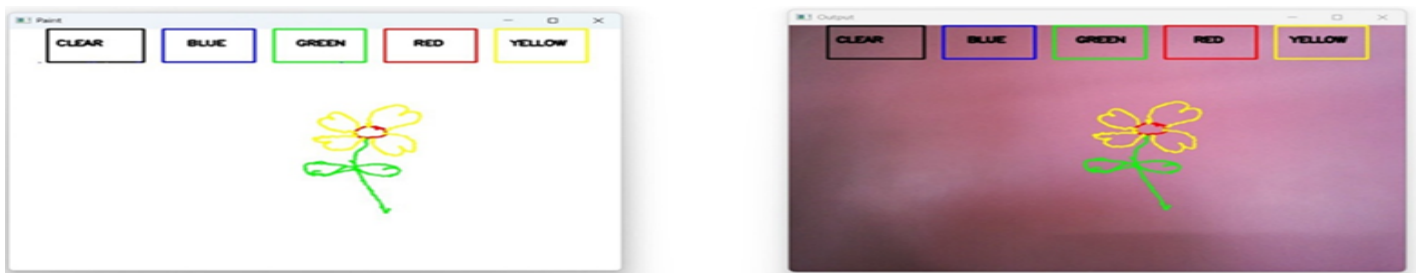 Paint
CLEAR BLUE GREEN RED YELLOW
Output
CLEAR BLUE GREEN RED YELLOW